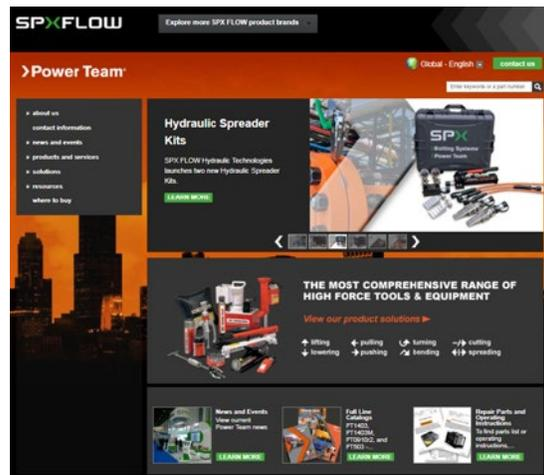 SPXFLOW
Explore more SPX FLOW product brands
Power Team
Global - English
contact us
Enter keywords or a part number
about us
contact information
news and events
products and services
solutions
resources
where to buy
Hydraulic Spreader
Kits
SPX FLOW Hydraulic Technologies
launches two new Hydraulic Spreader
Kits.
LEARN MORE
SPX
Bolting Systems
Power Team
THE MOST COMPREHENSIVE RANGE OF
HIGH FORCE TOOLS & EQUIPMENT
View our product solutions
lifting pulling turning cutting
lowering pushing bending spreading
News and Events
View current
Power Team news
LEARN MORE
Full Line
Catalogs
PT1403,
PT1403M,
PT0910r2, and
PT503 -...
LEARN MORE
Repair Parts and
Operating
Instructions
To find parts list or
operating
instructions,...
LEARN MORE